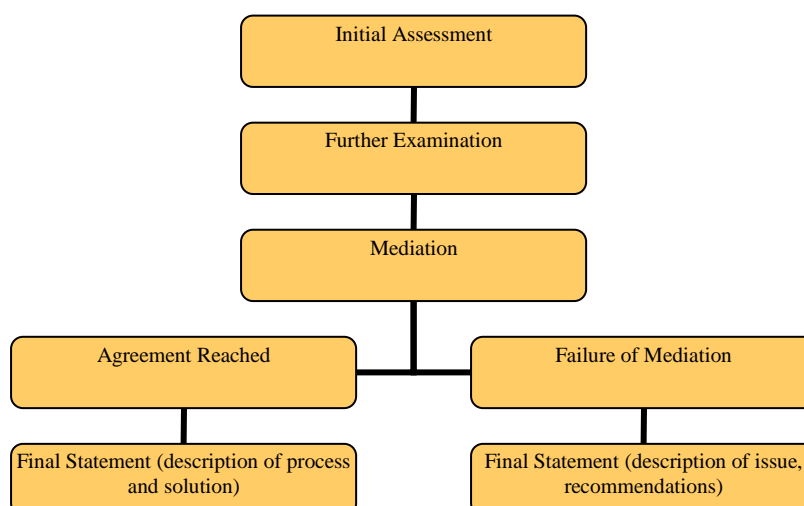 Initial Assessment
Further Examination
Mediation
Agreement Reached
Failure of Mediation
Final Statement (description of process
and solution)
Final Statement (description of issue,
recommendations)